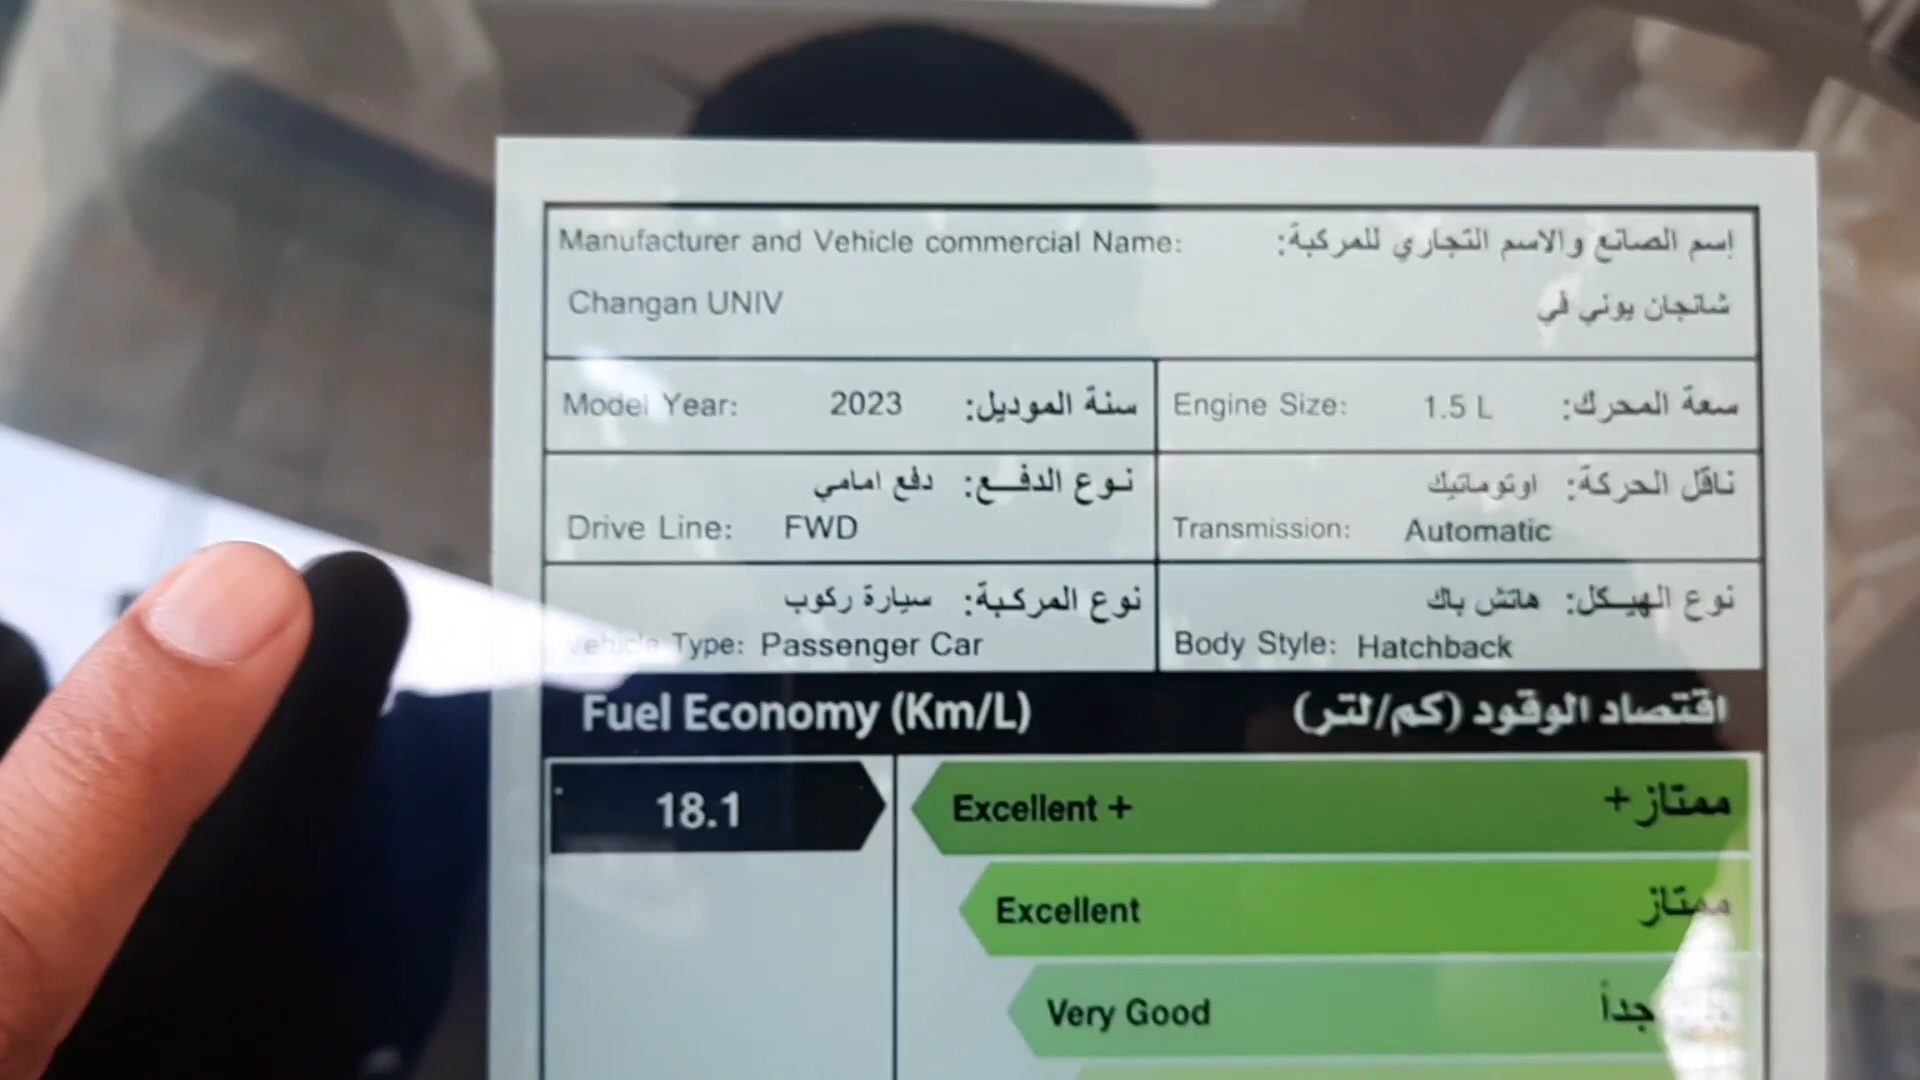 Manufacturer and Vehicle commercial Name: إسم الصانع والاسم التجاري للمركبة:
Changan UNIV شانجان يوني في
Model Year: 2023 سنة الموديل:
Engine Size: 1.5 L سعة المحرك:
نوع الدفع: دفع امامي
Drive Line: FWD
ناقل الحركة: اوتوماتيك
Transmission: Automatic
نوع المركبة: سيارة ركوب
Vehicle Type: Passenger Car
نوع الهيكل: هاتش باك
Body Style: Hatchback
Fuel Economy (Km/L) اقتصاد الوقود (كم/لتر)
18.1
Excellent + ممتاز+
Excellent ممتاز
Very Good جداً